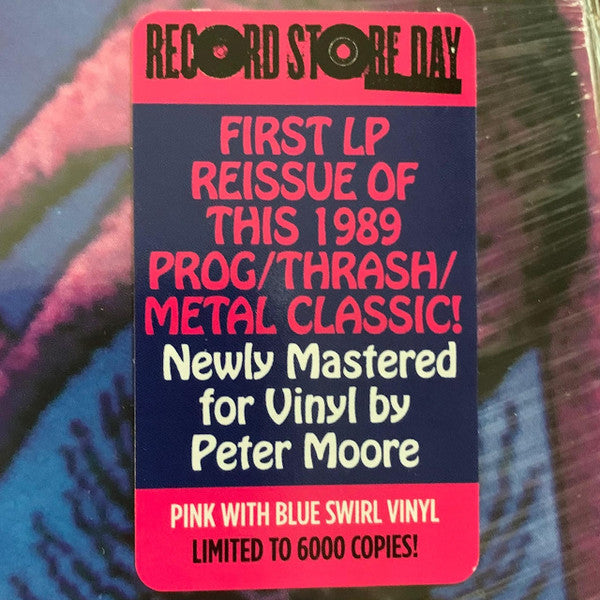 RECORD STORE DAY
FIRST LP
REISSUE OF
THIS 1989
PROG/THRASH/
METAL CLASSIC!
Newly Mastered
for Vinyl by
Peter Moore
PINK WITH BLUE SWIRL VINYL
LIMITED TO 6000 COPIES!